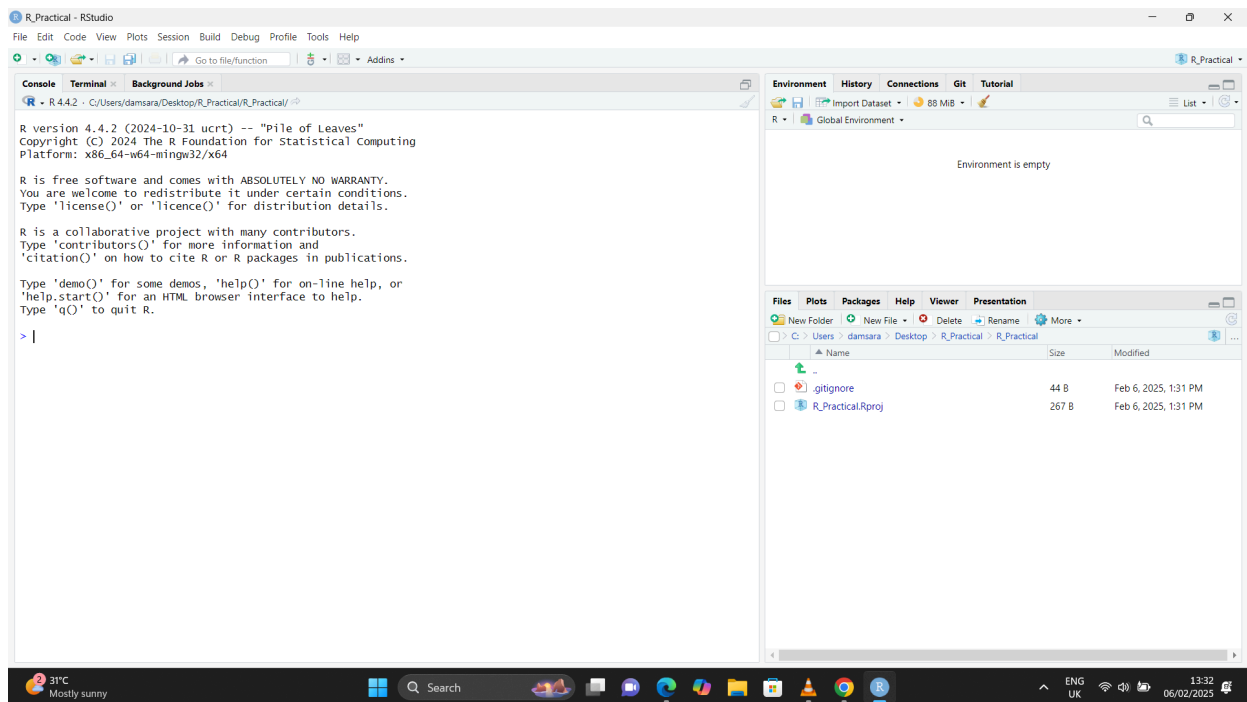 R_Practical - RStudio
File Edit Code View Plots Session Build Debug Profile Tools Help
Go to file/function Addins R_Practical
Console Terminal Background Jobs
R 4.4.2 · C:/Users/damsara/Desktop/R_Practical/R_Practical/
R version 4.4.2 (2024-10-31 ucrt) -- "Pile of Leaves"
Copyright (C) 2024 The R Foundation for Statistical Computing
Platform: x86_64-w64-mingw32/x64
R is free software and comes with ABSOLUTELY NO WARRANTY.
You are welcome to redistribute it under certain conditions.
Type 'license()' or 'licence()' for distribution details.
R is a collaborative project with many contributors.
Type 'contributors()' for more information and
'citation()' on how to cite R or R packages in publications.
Type 'demo()' for some demos, 'help()' for on-line help, or
'help.start()' for an HTML browser interface to help.
Type 'q()' to quit R.
>
Environment History Connections Git Tutorial
Import Dataset 88 MiB List
R Global Environment
Environment is empty
Files Plots Packages Help Viewer Presentation
New Folder New File Delete Rename More
C: Users damsara Desktop R_Practical R_Practical
Name Size Modified
..
.gitignore 44 B Feb 6, 2025, 1:31 PM
R_Practical.Rproj 267 B Feb 6, 2025, 1:31 PM
2 31°C
Mostly sunny
Search
ENG
UK
13:32
06/02/2025